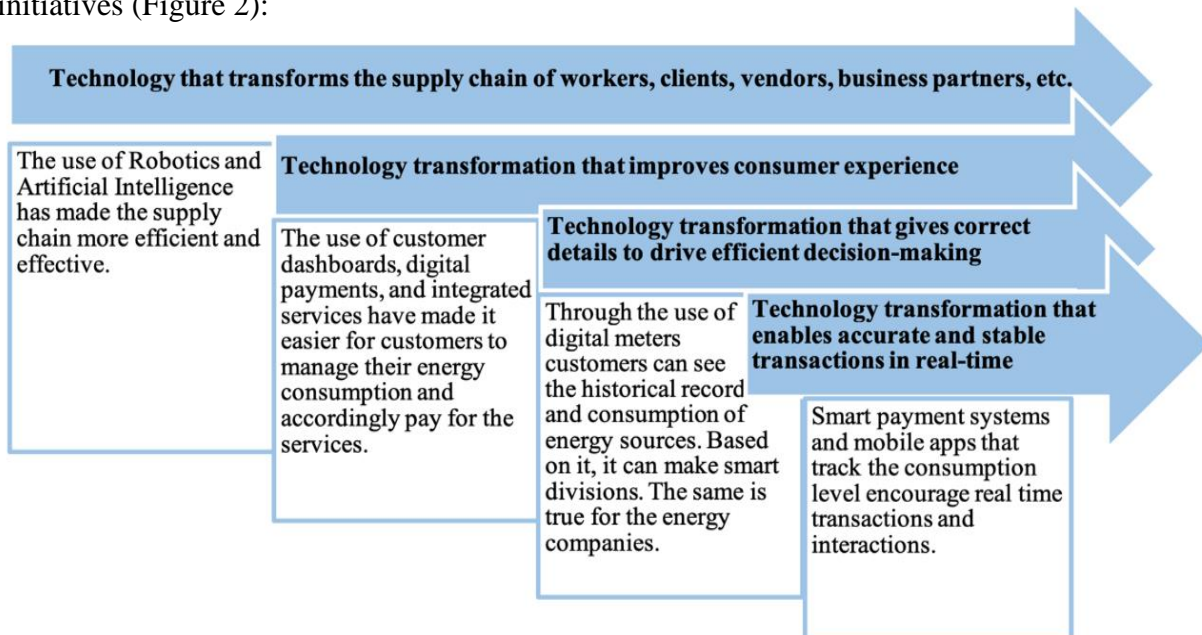 initiatives (Figure 2):
Technology that transforms the supply chain of workers, clients, vendors, business partners, etc.
The use of Robotics and
Artificial Intelligence
has made the supply
chain more efficient and
effective.
Technology transformation that improves consumer experience
The use of customer
dashboards, digital
payments, and integrated
services have made it
easier for customers to
manage their energy
consumption and
accordingly pay for the
services.
Technology transformation that gives correct
details to drive efficient decision-making
Through the use of
digital meters
customers can see
the historical record
and consumption of
energy sources. Based
on it, it can make smart
divisions. The same is
true for the energy
companies.
Technology transformation that
enables accurate and stable
transactions in real-time
Smart payment systems
and mobile apps that
track the consumption
level encourage real time
transactions and
interactions.